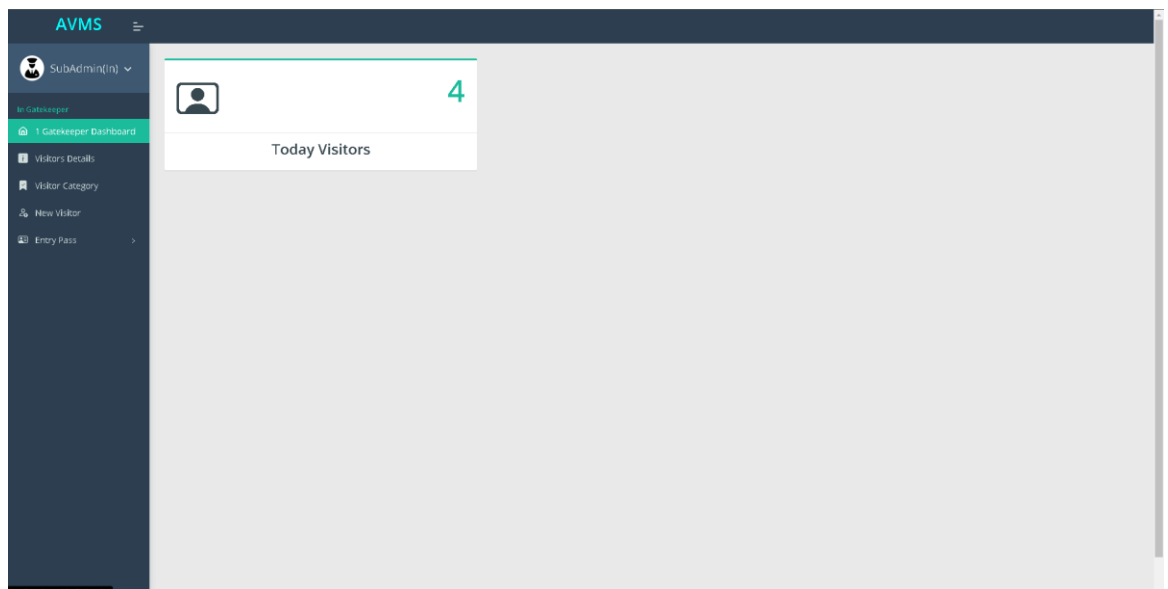 AVMS
SubAdmin(In)
In Gatekeeper
1 Gatekeeper Dashboard
Visitors Details
Visitor Category
New Visitor
Entry Pass
4
Today Visitors